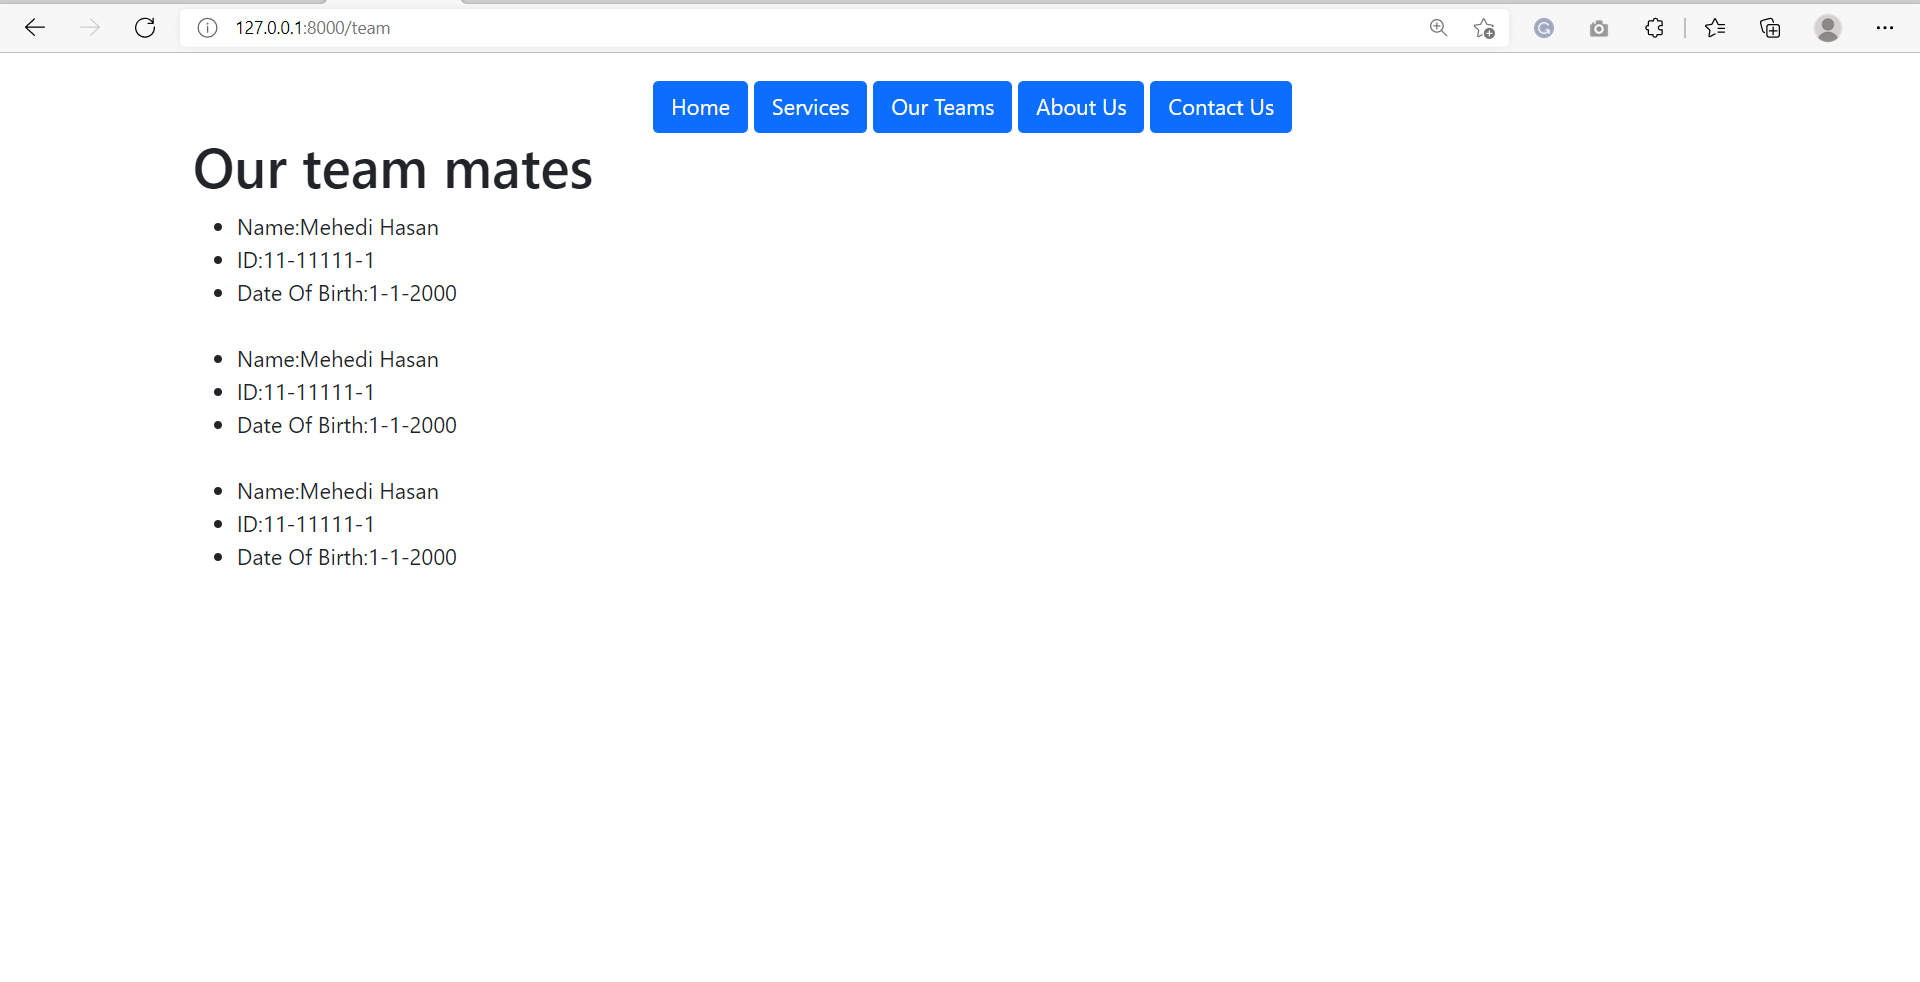 127.0.0.1:8000/team
Home Services Our Teams About Us Contact Us
Our team mates
Name:Mehedi Hasan
ID:11-11111-1
Date Of Birth:1-1-2000
Name:Mehedi Hasan
ID:11-11111-1
Date Of Birth:1-1-2000
Name:Mehedi Hasan
ID:11-11111-1
Date Of Birth:1-1-2000